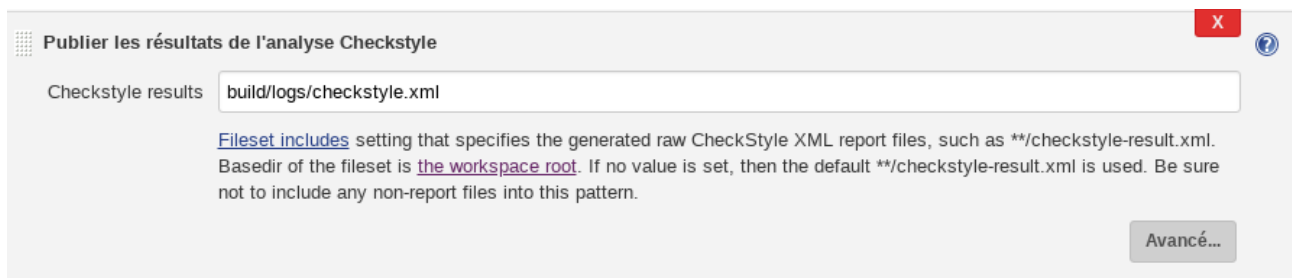 X
Publier les résultats de l'analyse Checkstyle
?
Checkstyle results build/logs/checkstyle.xml
Fileset includes setting that specifies the generated raw CheckStyle XML report files, such as **/checkstyle-result.xml.
Basedir of the fileset is the workspace root. If no value is set, then the default **/checkstyle-result.xml is used. Be sure
not to include any non-report files into this pattern.
Avancé...